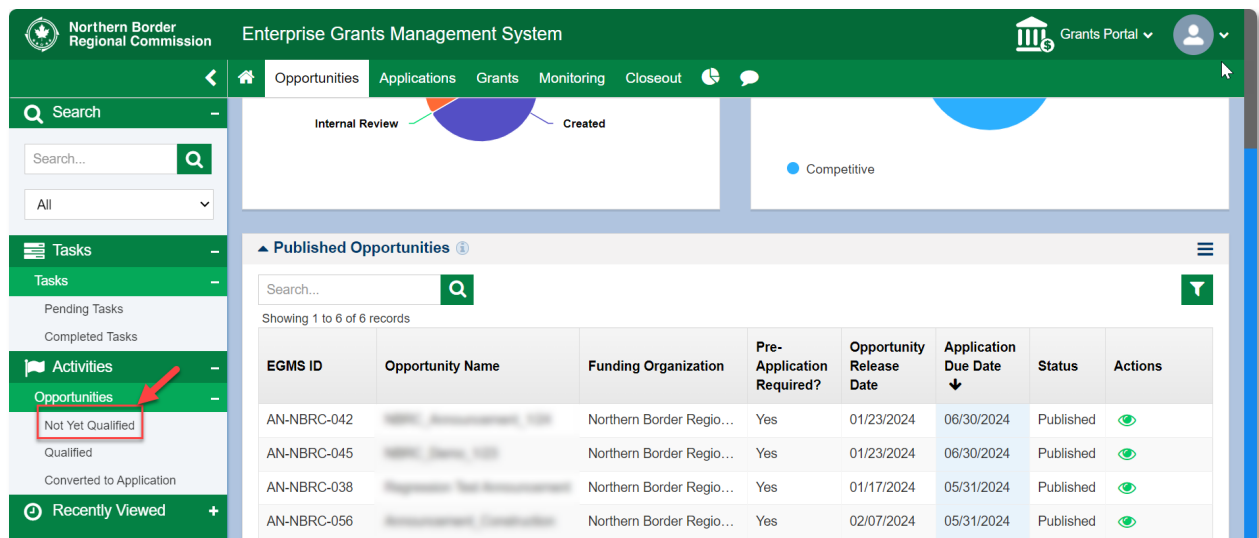 Northern Border
Regional Commission
Enterprise Grants Management System
Grants Portal
Opportunities Applications Grants Monitoring Closeout
Search
Search...
All
Tasks
Tasks
Pending Tasks
Completed Tasks
Activities
Opportunities
Not Yet Qualified
Qualified
Converted to Application
Recently Viewed
Internal Review
Created
Competitive
Published Opportunities
Search...
Showing 1 to 6 of 6 records
EGMS ID Opportunity Name Funding Organization Pre-Application Required? Opportunity Release Date Application Due Date Status Actions
AN-NBRC-042 Northern Border Regio... Yes 01/23/2024 06/30/2024 Published
AN-NBRC-045 Northern Border Regio... Yes 01/23/2024 06/30/2024 Published
AN-NBRC-038 Northern Border Regio... Yes 01/17/2024 05/31/2024 Published
AN-NBRC-056 Northern Border Regio... Yes 02/07/2024 05/31/2024 Published